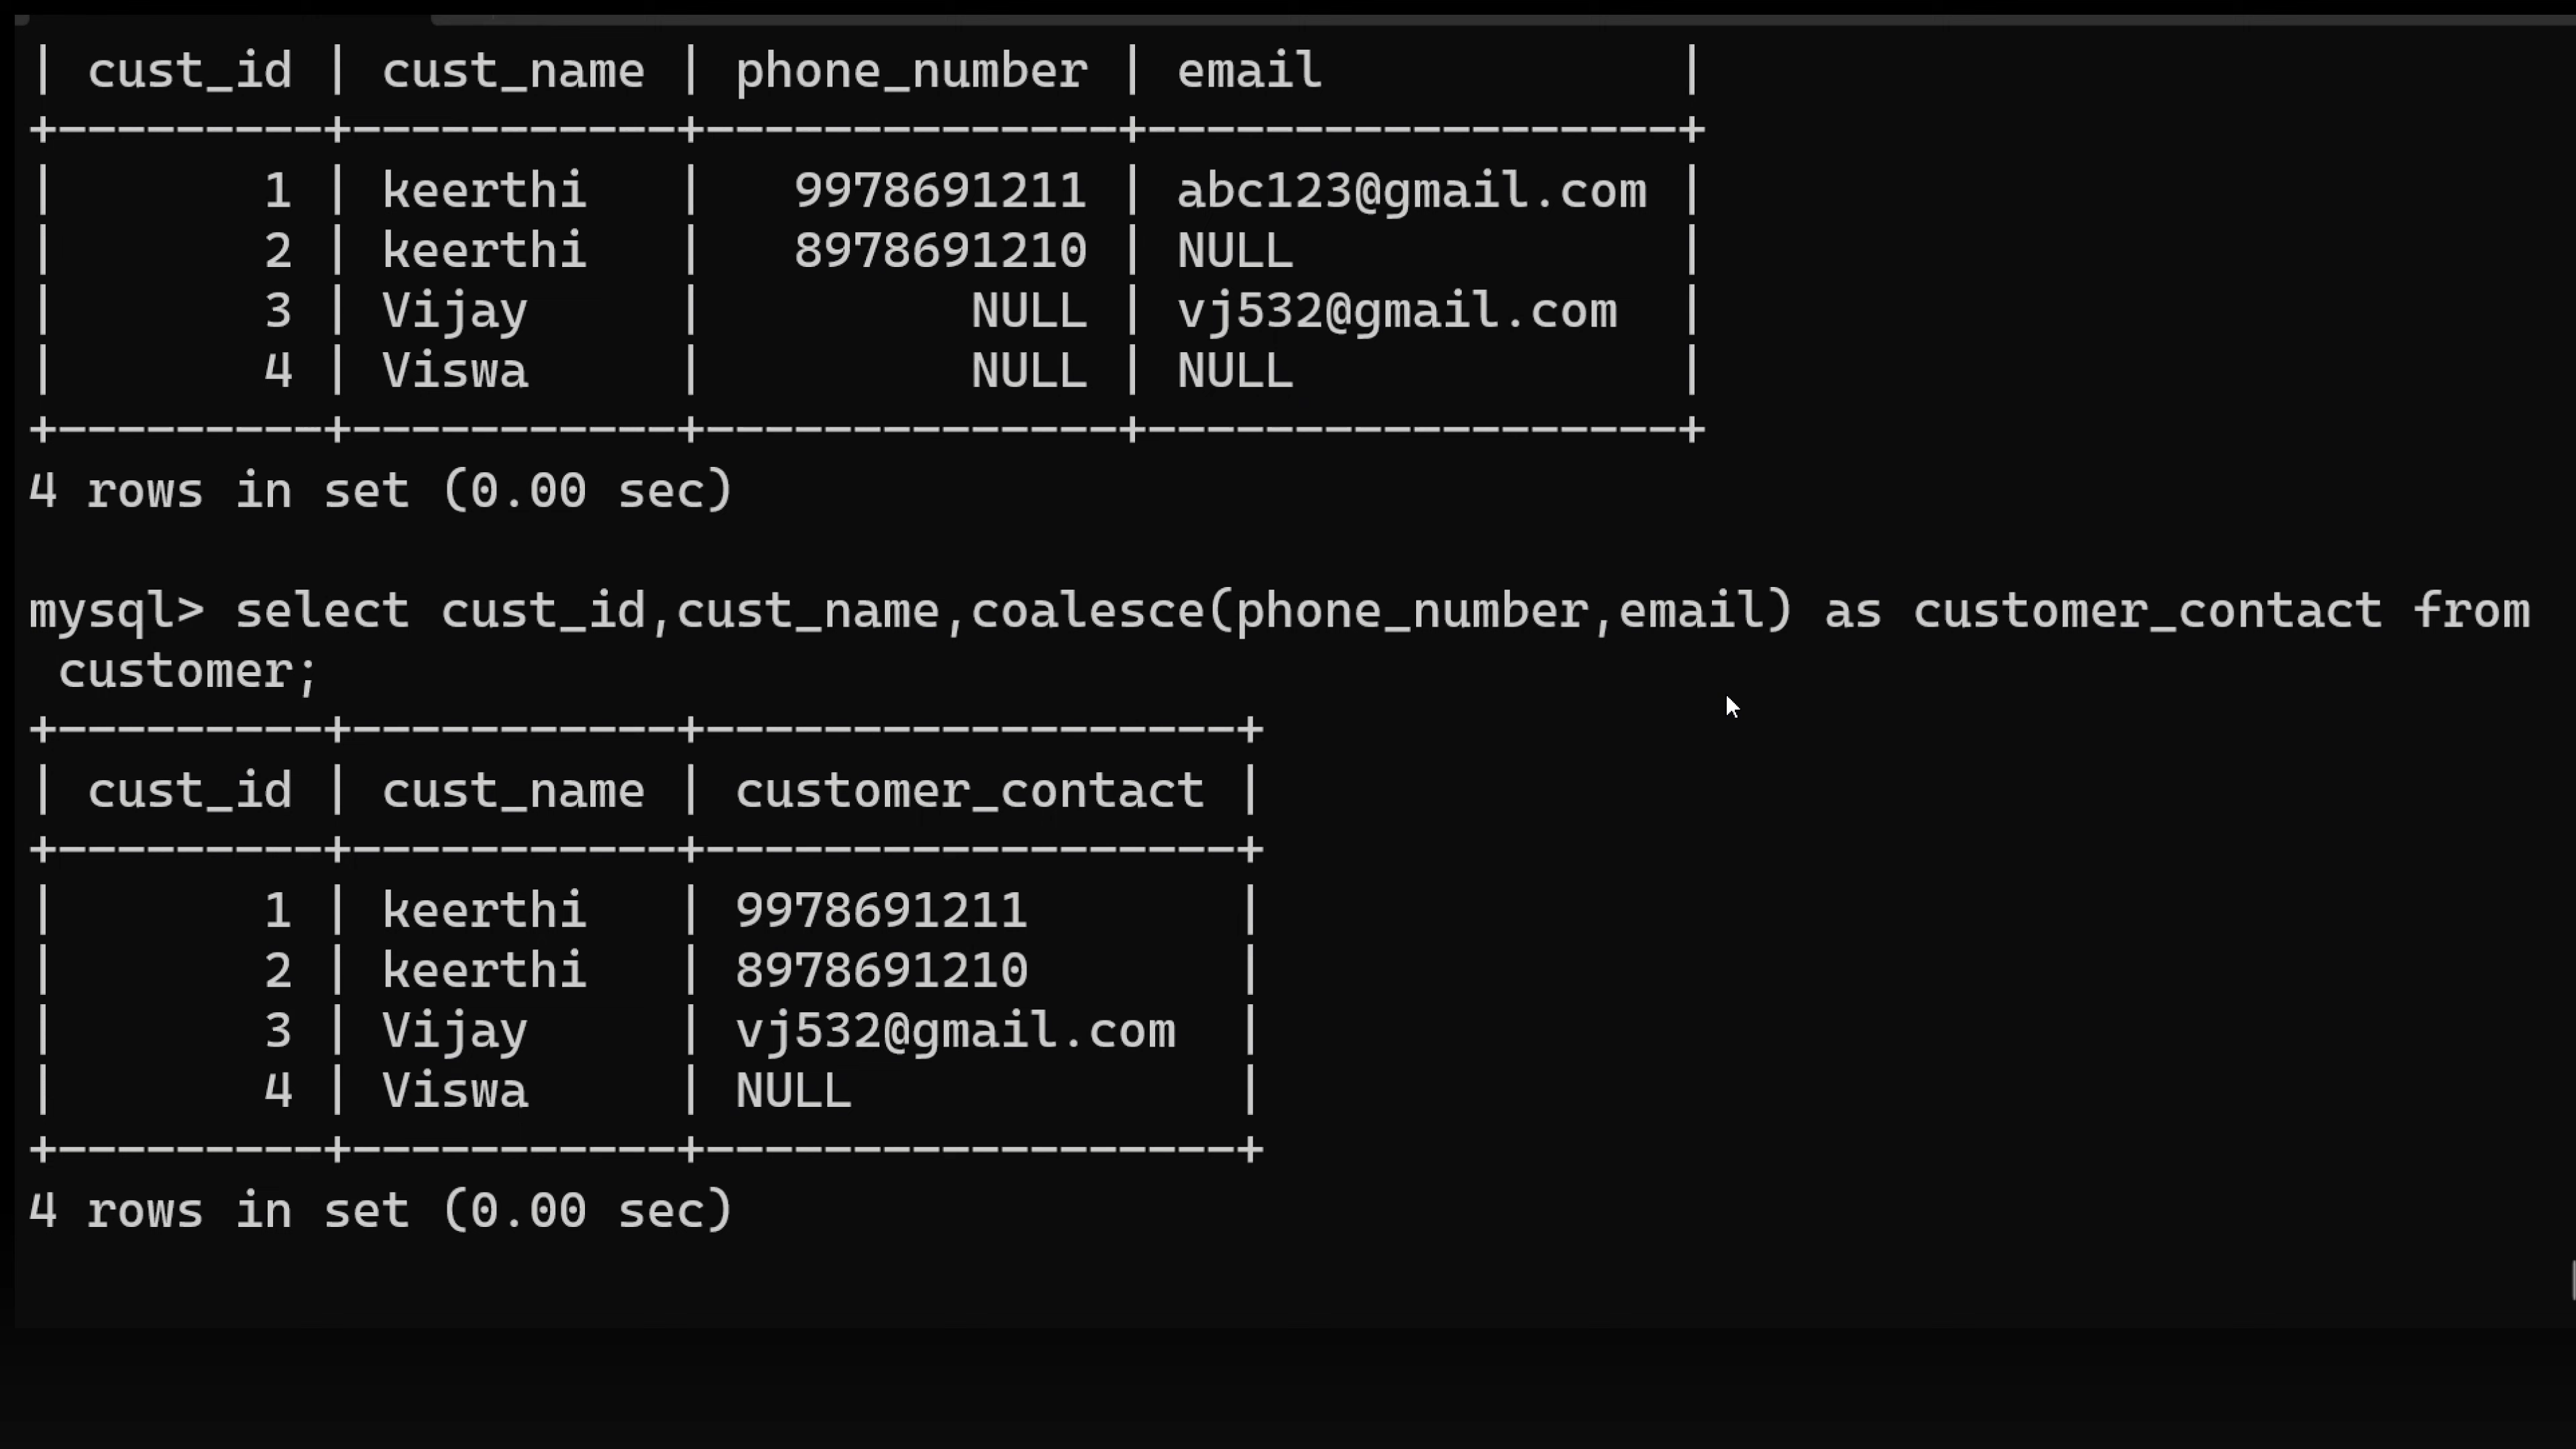 | cust_id | cust_name | phone_number | email            |
+---------+-----------+--------------+------------------+
|       1 | keerthi   |   9978691211 | abc123@gmail.com |
|       2 | keerthi   |   8978691210 | NULL             |
|       3 | Vijay     |         NULL | vj532@gmail.com  |
|       4 | Viswa     |         NULL | NULL             |
+---------+-----------+--------------+------------------+
4 rows in set (0.00 sec)
mysql> select cust_id,cust_name,coalesce(phone_number,email) as customer_contact from
 customer;
+---------+-----------+------------------+
| cust_id | cust_name | customer_contact |
+---------+-----------+------------------+
|       1 | keerthi   | 9978691211       |
|       2 | keerthi   | 8978691210       |
|       3 | Vijay     | vj532@gmail.com  |
|       4 | Viswa     | NULL             |
+---------+-----------+------------------+
4 rows in set (0.00 sec)